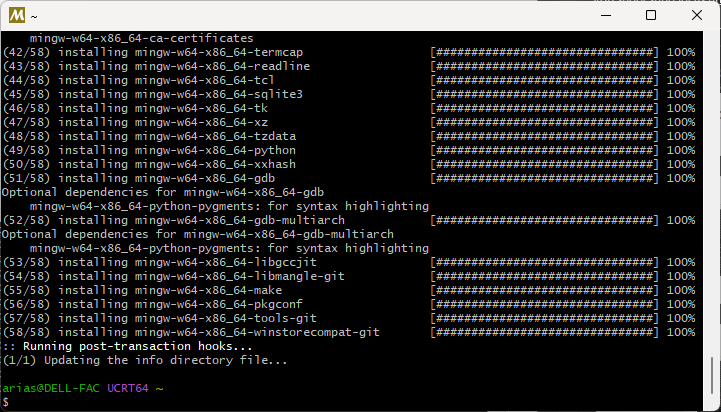 M ~
    mingw-w64-x86_64-ca-certificates
(42/58) installing mingw-w64-x86_64-termcap [##############################] 100%
(43/58) installing mingw-w64-x86_64-readline [##############################] 100%
(44/58) installing mingw-w64-x86_64-tcl [##############################] 100%
(45/58) installing mingw-w64-x86_64-sqlite3 [##############################] 100%
(46/58) installing mingw-w64-x86_64-tk [##############################] 100%
(47/58) installing mingw-w64-x86_64-xz [##############################] 100%
(48/58) installing mingw-w64-x86_64-tzdata [##############################] 100%
(49/58) installing mingw-w64-x86_64-python [##############################] 100%
(50/58) installing mingw-w64-x86_64-xxhash [##############################] 100%
(51/58) installing mingw-w64-x86_64-gdb [##############################] 100%
Optional dependencies for mingw-w64-x86_64-gdb
    mingw-w64-x86_64-python-pygments: for syntax highlighting
(52/58) installing mingw-w64-x86_64-gdb-multiarch [##############################] 100%
Optional dependencies for mingw-w64-x86_64-gdb-multiarch
    mingw-w64-x86_64-python-pygments: for syntax highlighting
(53/58) installing mingw-w64-x86_64-libgccjit [##############################] 100%
(54/58) installing mingw-w64-x86_64-libmangle-git [##############################] 100%
(55/58) installing mingw-w64-x86_64-make [##############################] 100%
(56/58) installing mingw-w64-x86_64-pkgconf [##############################] 100%
(57/58) installing mingw-w64-x86_64-tools-git [##############################] 100%
(58/58) installing mingw-w64-x86_64-winstorecompat-git [##############################] 100%
:: Running post-transaction hooks...
(1/1) Updating the info directory file...
arias@DELL-FAC UCRT64 ~
$